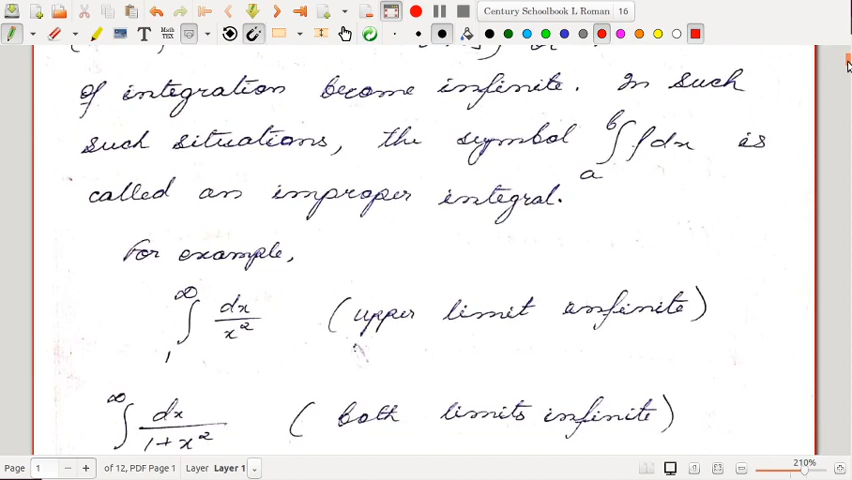 Century Schoolbook L Roman 16
of integration become infinite. In such
such situations, the symbol ∫ₐᵇ f dx is
called an improper integral.
For example,
∫₁^∞ dx/x² (upper limit infinite)
∫^∞ dx/1+x² (both limits infinite)
Page 1 of 12, PDF Page 1 Layer Layer 1 210%